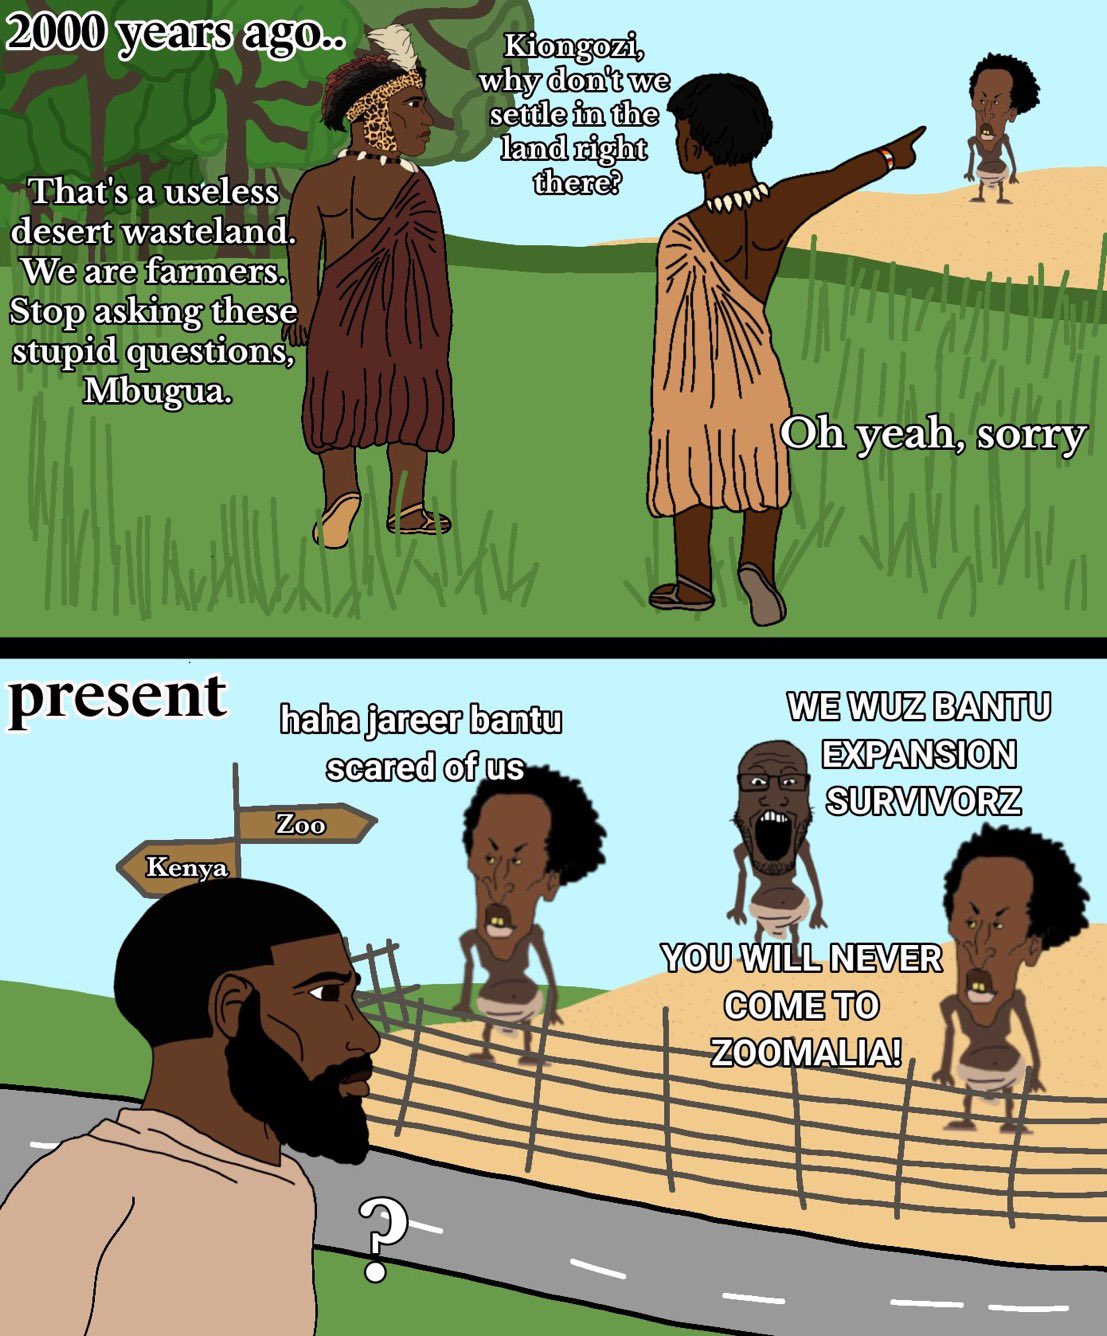 2000 years ago..
Kiongozi,
why don't we
settle in the
land right
there?
That's a useless
desert wasteland.
We are farmers.
Stop asking these
stupid questions,
Mbugua.
Oh yeah, sorry
present
haha jareer bantu
scared of us
WE WUZ BANTU
EXPANSION
SURVIVORZ
Zoo
Kenya
YOU WILL NEVER
COME TO
ZOOMALIA!
?